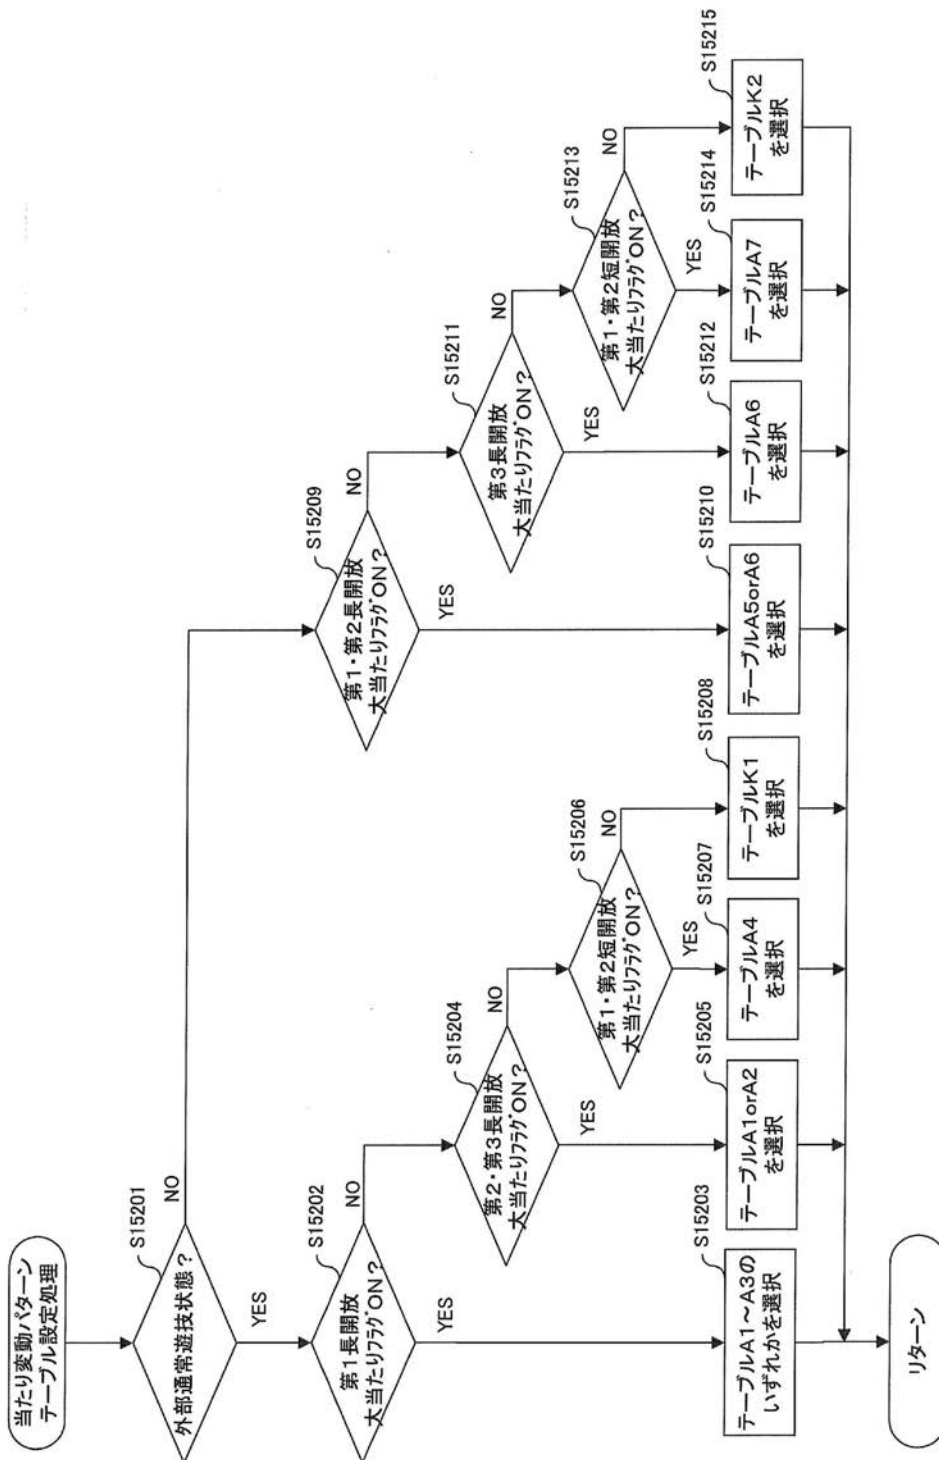 当たり変動パターン
テーブル設定処理
S15201
外部通常遊技状態？
NO
YES
S15202
第1長開放
大当たりフラグON？
NO
YES
S15203
テーブルA1～A3の
いずれかを選択
S15204
第2・第3長開放
大当たりフラグON？
NO
YES
S15205
テーブルA1orA2
を選択
S15206
第1・第2短開放
大当たりフラグON？
NO
YES
S15207
テーブルA4
を選択
S15208
テーブルK1
を選択
S15209
第1・第2長開放
大当たりフラグON？
NO
YES
S15210
テーブルA5orA6
を選択
S15211
第3長開放
大当たりフラグON？
NO
YES
S15212
テーブルA6
を選択
S15213
第1・第2短開放
大当たりフラグON？
NO
YES
S15214
テーブルA7
を選択
S15215
テーブルK2
を選択
リターン